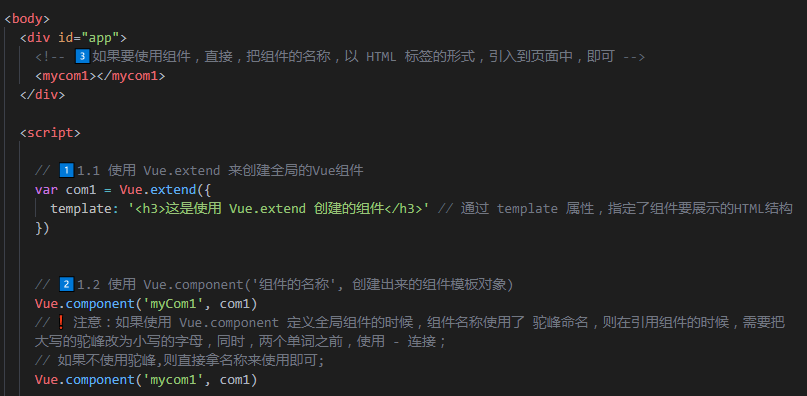 <body>
<div id="app">
<!-- 3️⃣如果要使用组件，直接，把组件的名称，以 HTML 标签的形式，引入到页面中，即可 -->
<mycom1></mycom1>
</div>
<script>
// 1️⃣1.1 使用 Vue.extend 来创建全局的Vue组件
var com1 = Vue.extend({
template: '<h3>这是使用 Vue.extend 创建的组件</h3>' // 通过 template 属性，指定了组件要展示的HTML结构
})
// 2️⃣1.2 使用 Vue.component('组件的名称', 创建出来的组件模板对象)
Vue.component('myCom1', com1)
// ❗ 注意：如果使用 Vue.component 定义全局组件的时候，组件名称使用了 驼峰命名，则在引用组件的时候，需要把
大写的驼峰改为小写的字母，同时，两个单词之前，使用 - 连接；
// 如果不使用驼峰,则直接拿名称来使用即可;
Vue.component('mycom1', com1)